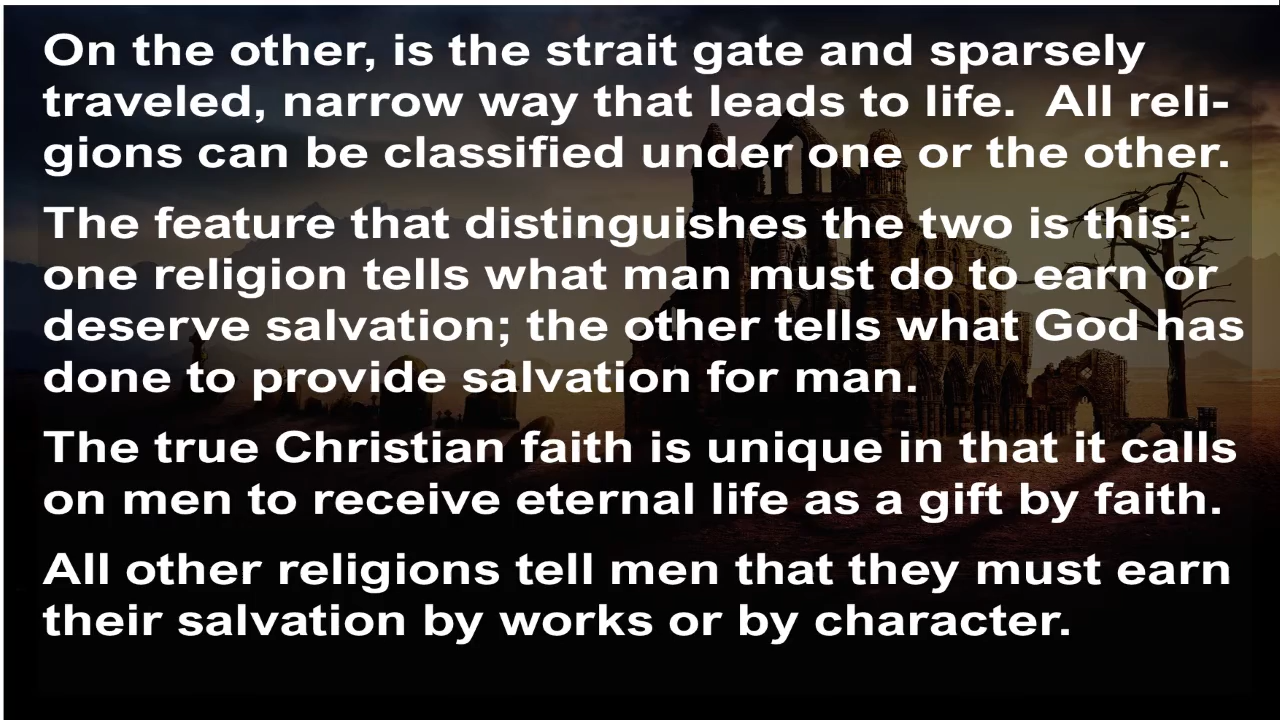 On the other, is the strait gate and sparsely
traveled, narrow way that leads to life.  All reli-
gions can be classified under one or the other.
The feature that distinguishes the two is this:
one religion tells what man must do to earn or
deserve salvation; the other tells what God has
done to provide salvation for man.
The true Christian faith is unique in that it calls
on men to receive eternal life as a gift by faith.
All other religions tell men that they must earn
their salvation by works or by character.